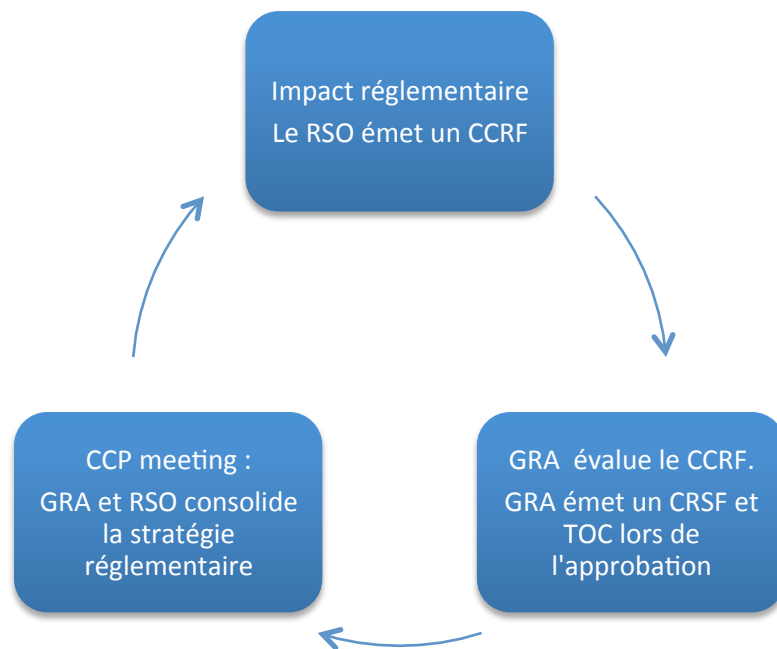 Impact réglementaire
Le RSO émet un CCRF
GRA  évalue le CCRF.
GRA émet un CRSF et
TOC lors de
l'approbation
CCP meeting :
GRA et RSO consolide
la stratégie
réglementaire